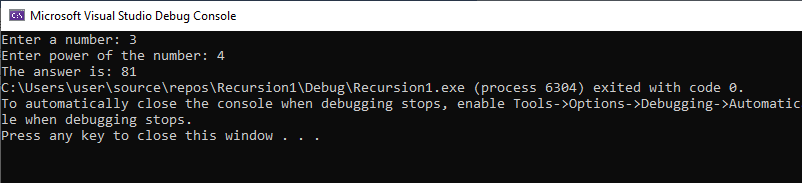 Microsoft Visual Studio Debug Console
Enter a number: 3
Enter power of the number: 4
The answer is: 81
C:\Users\user\source\repos\Recursion1\Debug\Recursion1.exe (process 6304) exited with code 0.
To automatically close the console when debugging stops, enable Tools->Options->Debugging->Automatic
le when debugging stops.
Press any key to close this window . . .